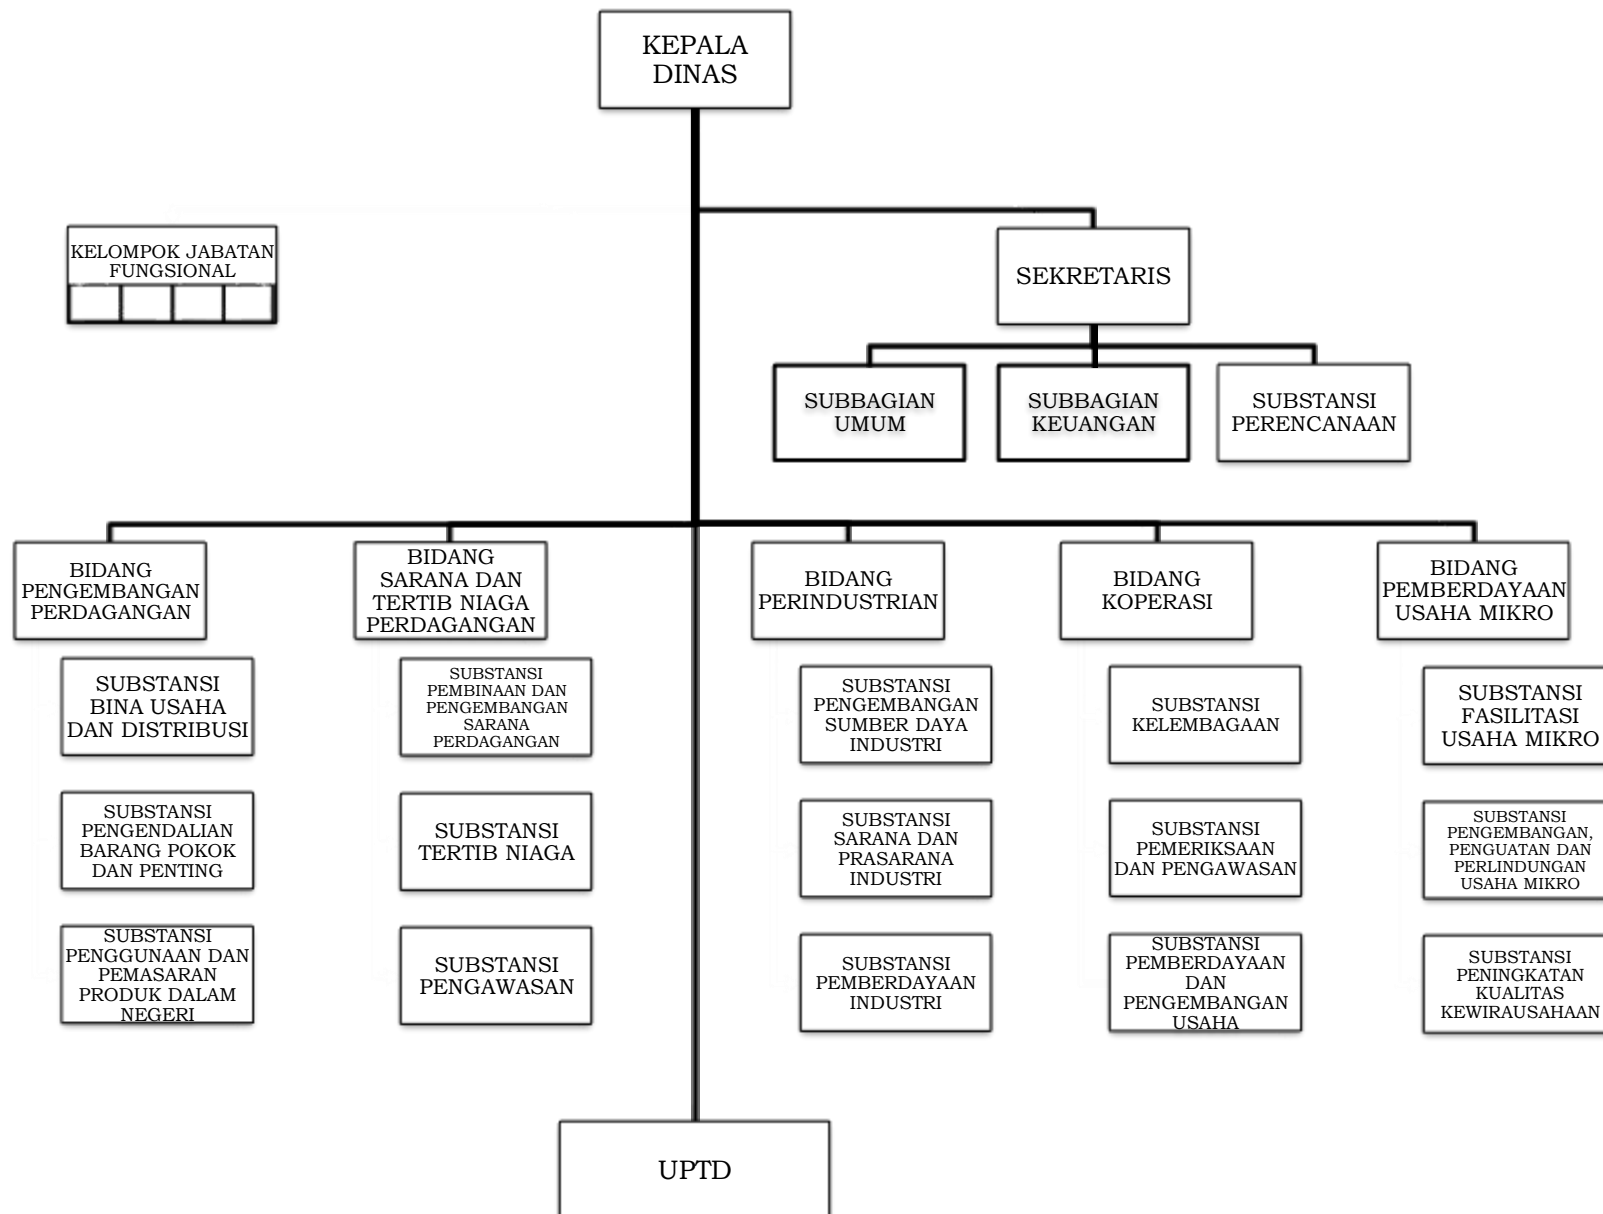 KEPALA
DINAS
KELOMPOK JABATAN
FUNGSIONAL
SEKRETARIS
SUBBAGIAN
UMUM
SUBBAGIAN
KEUANGAN
SUBSTANSI
PERENCANAAN
BIDANG
PENGEMBANGAN
PERDAGANGAN
BIDANG
SARANA DAN
TERTIB NIAGA
PERDAGANGAN
BIDANG
PERINDUSTRIAN
BIDANG
KOPERASI
BIDANG
PEMBERDAYAAN
USAHA MIKRO
SUBSTANSI
BINA USAHA
DAN DISTRIBUSI
SUBSTANSI
PEMBINAAN DAN
PENGEMBANGAN
SARANA
PERDAGANGAN
SUBSTANSI
PENGEMBANGAN
SUMBER DAYA
INDUSTRI
SUBSTANSI
KELEMBAGAAN
SUBSTANSI
FASILITASI
USAHA MIKRO
SUBSTANSI
PENGENDALIAN
BARANG POKOK
DAN PENTING
SUBSTANSI
TERTIB NIAGA
SUBSTANSI
SARANA DAN
PRASARANA
INDUSTRI
SUBSTANSI
PEMERIKSAAN
DAN PENGAWASAN
SUBSTANSI
PENGEMBANGAN,
PENGUATAN DAN
PERLINDUNGAN
USAHA MIKRO
SUBSTANSI
PENGGUNAAN DAN
PEMASARAN
PRODUK DALAM
NEGERI
SUBSTANSI
PENGAWASAN
SUBSTANSI
PEMBERDAYAAN
INDUSTRI
SUBSTANSI
PEMBERDAYAAN
DAN
PENGEMBANGAN
USAHA
SUBSTANSI
PENINGKATAN
KUALITAS
KEWIRAUSAHAAN
UPTD